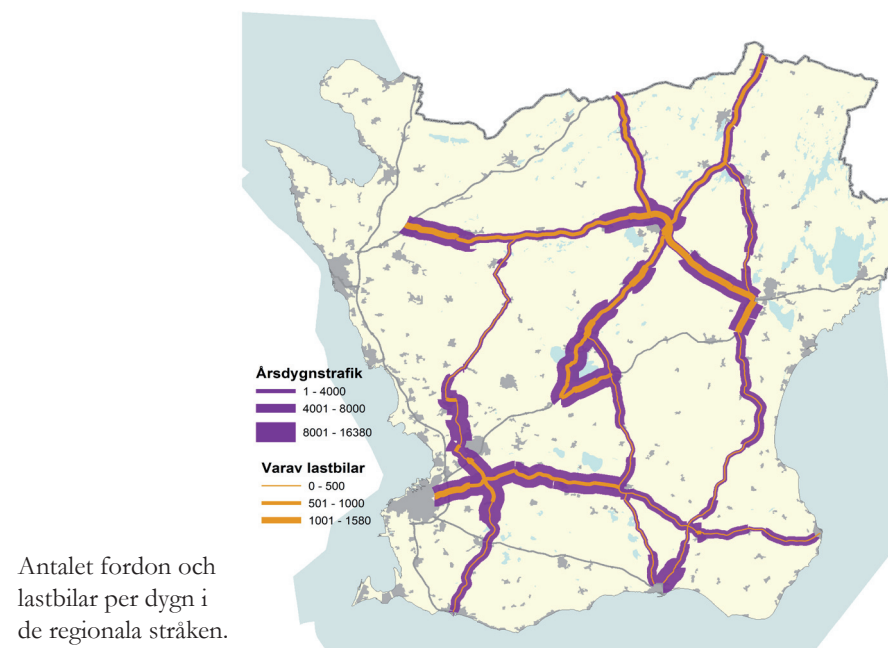 Årsdygnstrafik
1 - 4000
4001 - 8000
8001 - 16380
Varav lastbilar
0 - 500
501 - 1000
1001 - 1580
Antalet fordon och
lastbilar per dygn i
de regionala stråken.